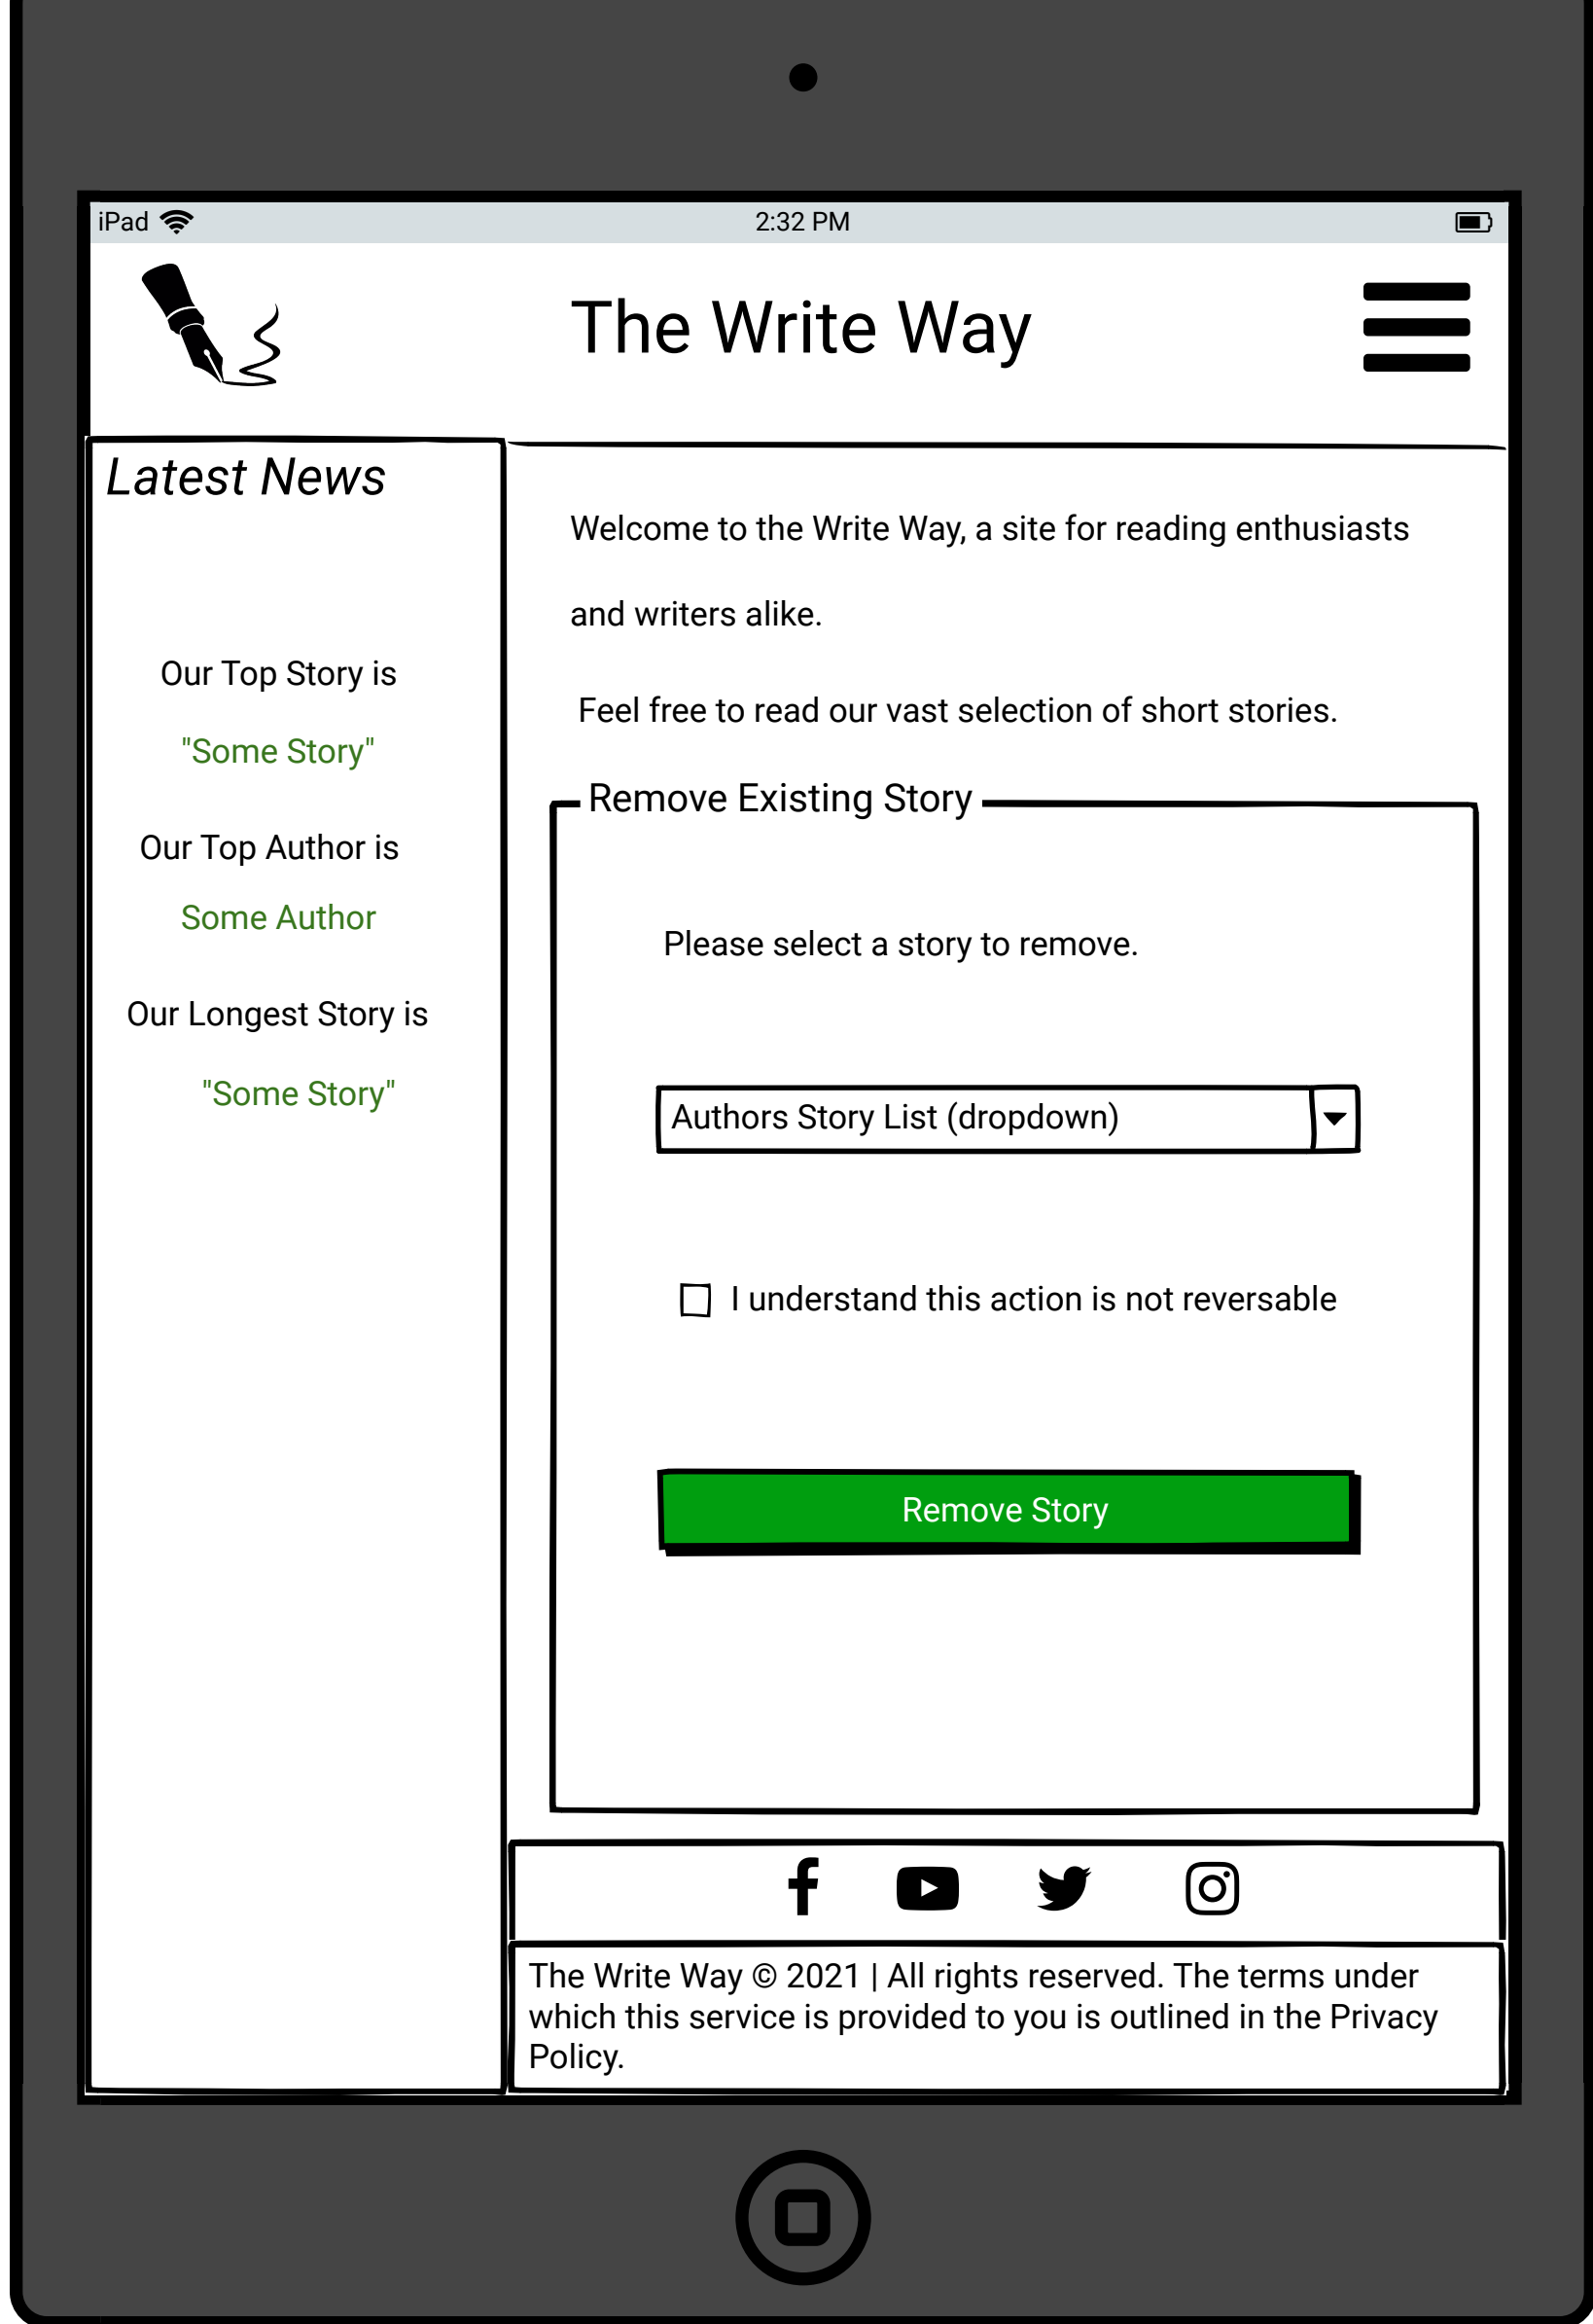 iPad
2:32 PM
The Write Way
Latest News
Our Top Story is
"Some Story"
Our Top Author is
Some Author
Our Longest Story is
"Some Story"
Welcome to the Write Way, a site for reading enthusiasts
and writers alike.
Feel free to read our vast selection of short stories.
Remove Existing Story
Please select a story to remove.
Authors Story List (dropdown)
I understand this action is not reversable
Remove Story
The Write Way © 2021 | All rights reserved. The terms under
which this service is provided to you is outlined in the Privacy
Policy.